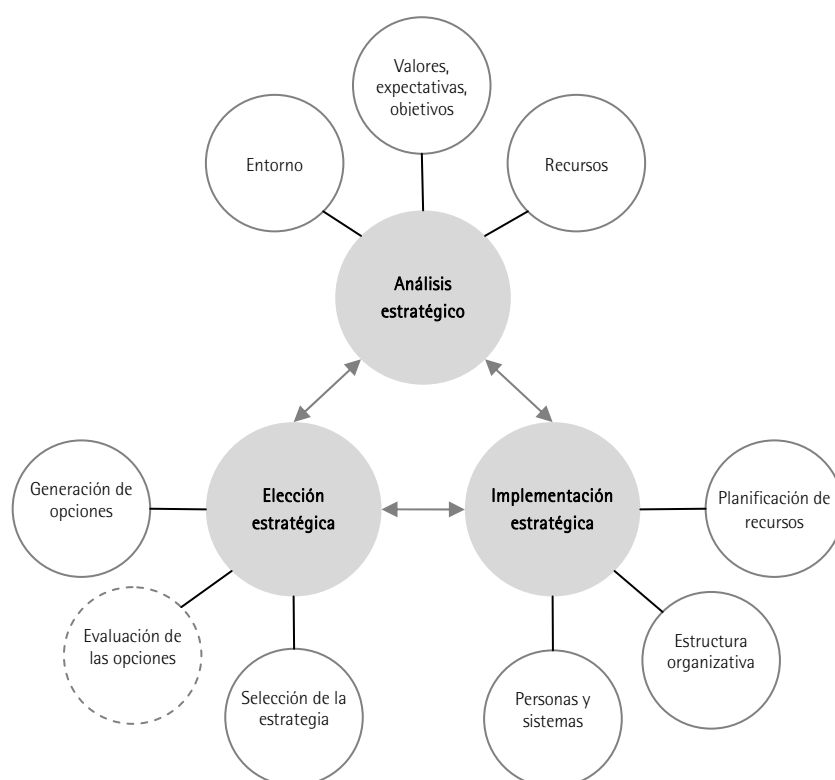 Valores,
expectativas,
objetivos
Entorno
Recursos
Análisis
estratégico
Generación de
opciones
Elección
estratégica
Implementación
estratégica
Planificación de
recursos
Evaluación de
las opciones
Estructura
organizativa
Selección de la
estrategia
Personas y
sistemas